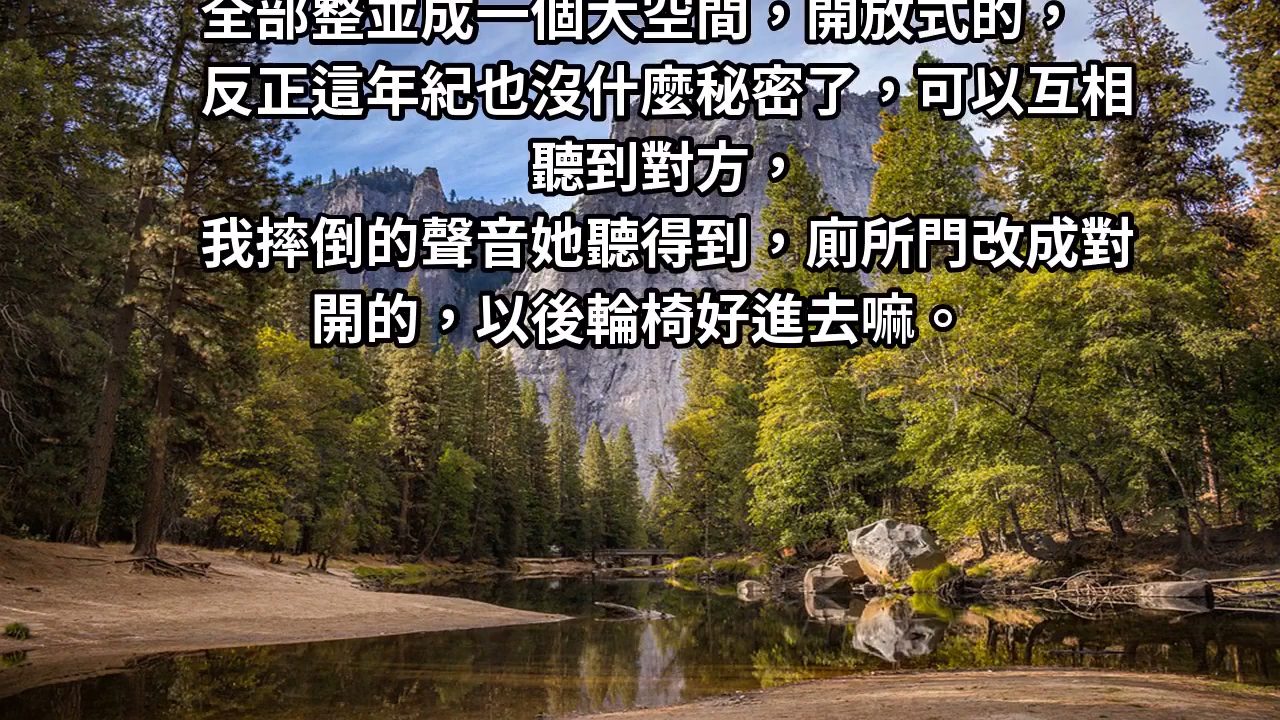 全部整並成一個大空間，開放式的，
反正這年紀也沒什麼秘密了，可以互相
聽到對方，
我摔倒的聲音她聽得到，廁所門改成對
開的，以後輪椅好進去嘛。